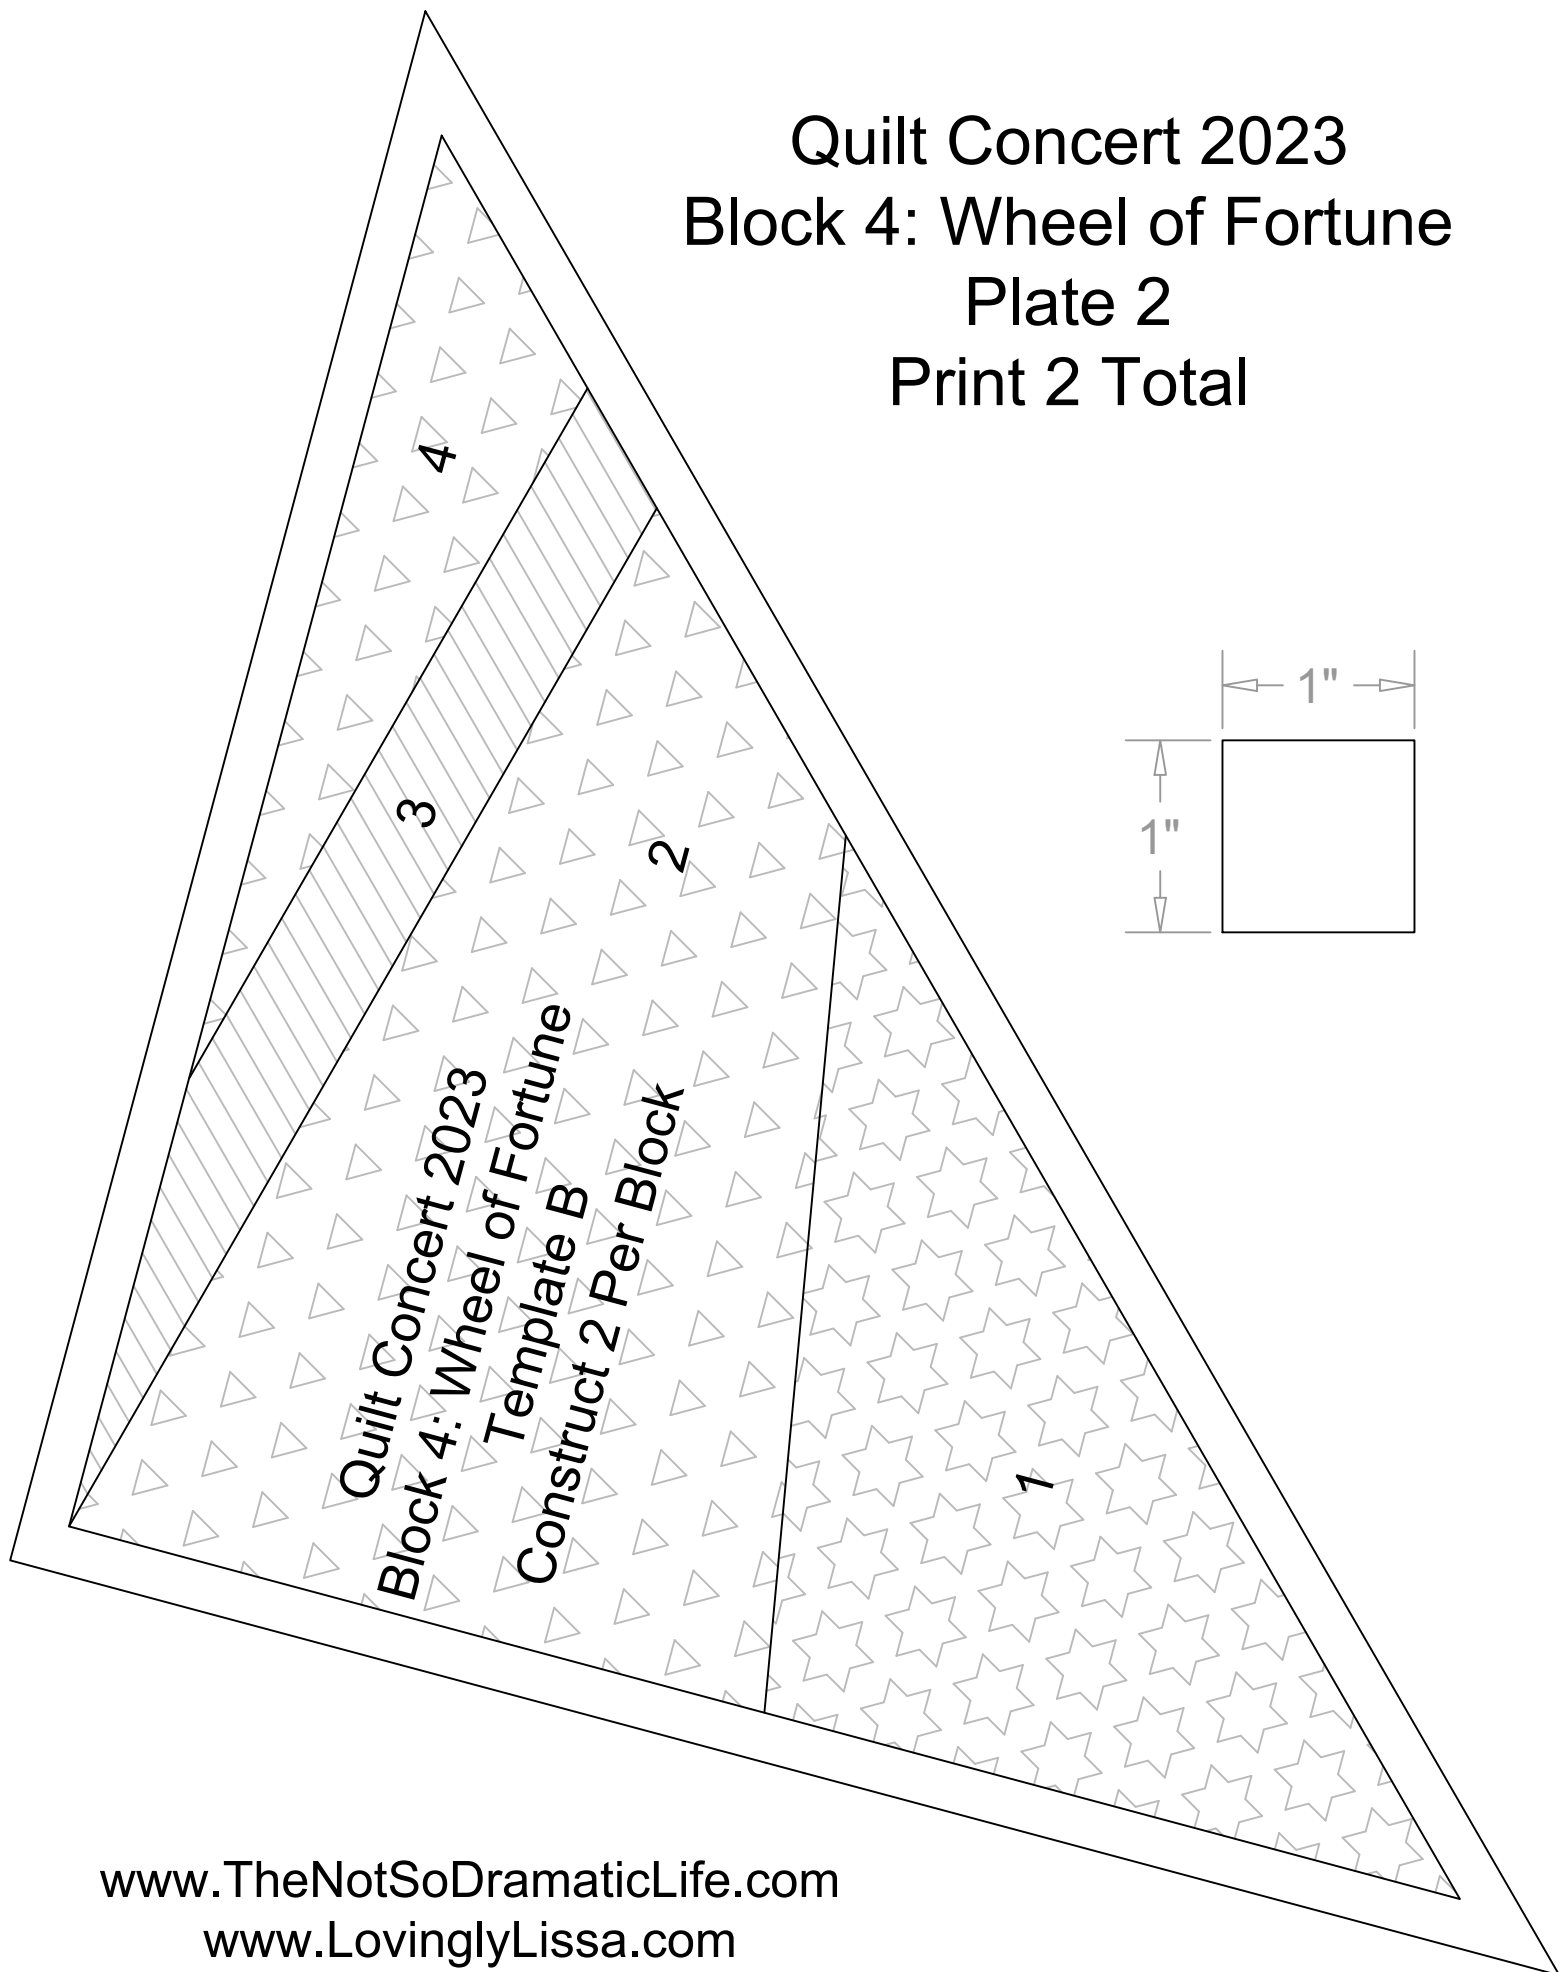 Quilt Concert 2023
Block 4: Wheel of Fortune
Plate 2
Print 2 Total
4
3
2
1"
1"
Quilt Concert 2023
Block 4: Wheel of Fortune
Template B
Construct 2 Per Block
1
www.TheNotSoDramaticLife.com
www.LovinglyLissa.com